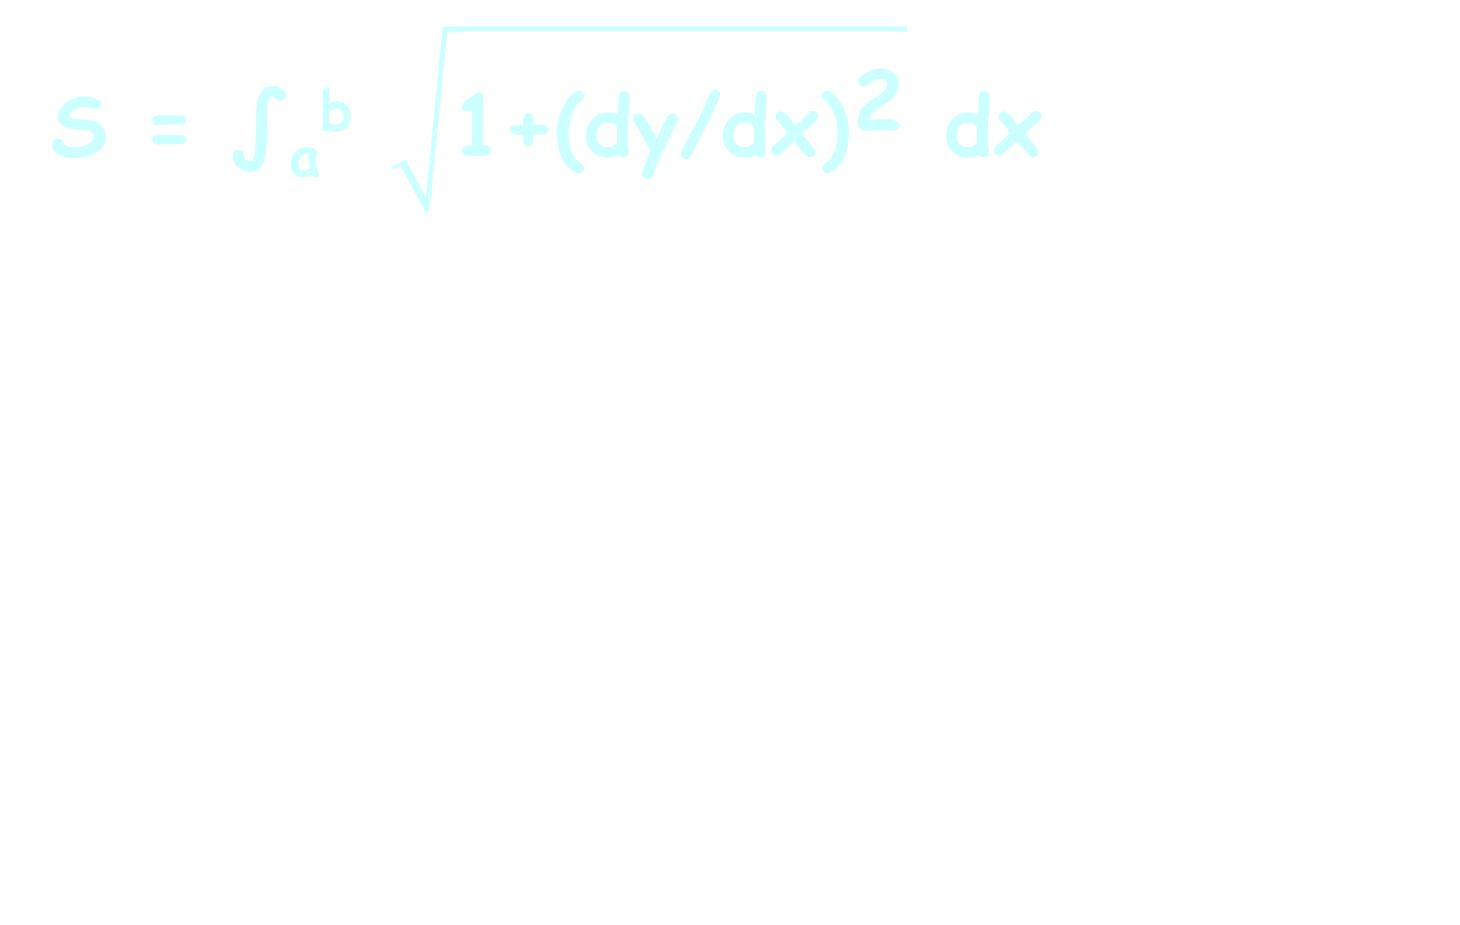 S = ∫ₐᵇ √1+(dy/dx)² dx